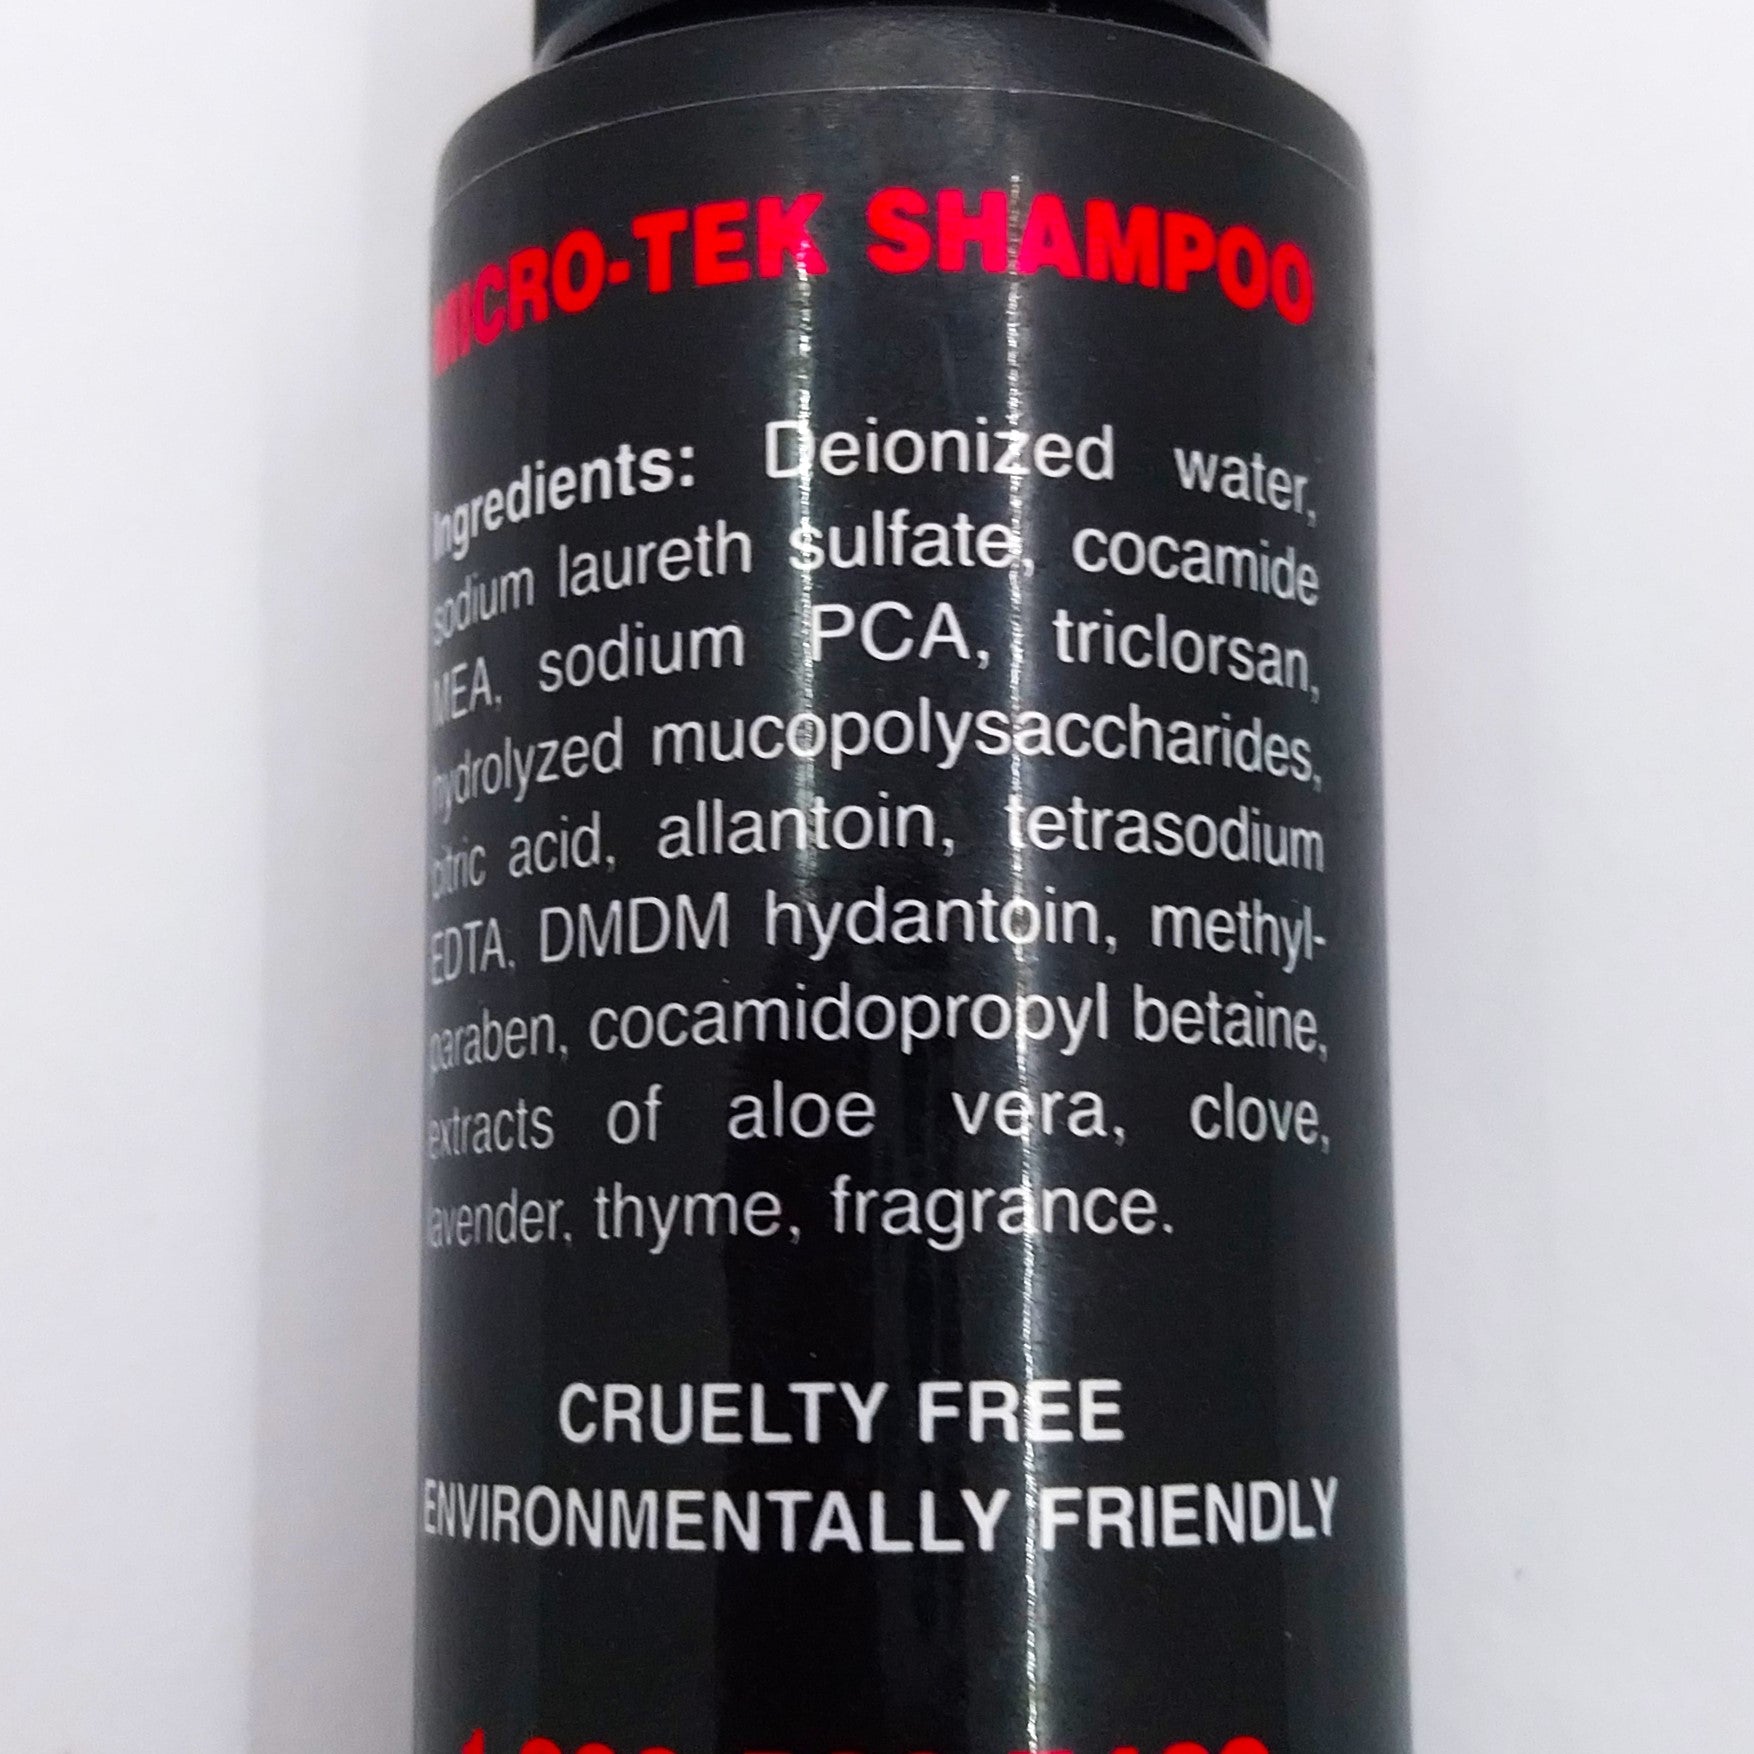 MICRO-TEK SHAMPOO
Ingredients: Deionized water,
sodium laureth sulfate, cocamide
MEA, sodium PCA, triclorsan,
hydrolyzed mucopolysaccharides,
citric acid, allantoin, tetrasodium
EDTA, DMDM hydantoin, methyl-
paraben, cocamidopropyl betaine,
extracts of aloe vera, clove,
lavender, thyme, fragrance.
CRUELTY FREE
ENVIRONMENTALLY FRIENDLY